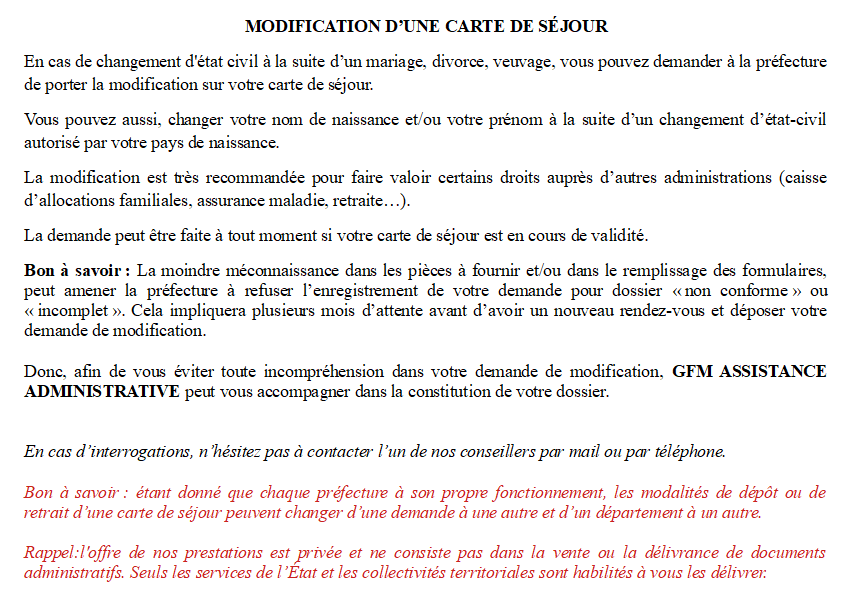 MODIFICATION D’UNE CARTE DE SÉJOUR
En cas de changement d'état civil à la suite d’un mariage, divorce, veuvage, vous pouvez demander à la préfecture
de porter la modification sur votre carte de séjour.
Vous pouvez aussi, changer votre nom de naissance et/ou votre prénom à la suite d’un changement d’état-civil
autorisé par votre pays de naissance.
La modification est très recommandée pour faire valoir certains droits auprès d’autres administrations (caisse
d’allocations familiales, assurance maladie, retraite…).
La demande peut être faite à tout moment si votre carte de séjour est en cours de validité.
Bon à savoir : La moindre méconnaissance dans les pièces à fournir et/ou dans le remplissage des formulaires,
peut amener la préfecture à refuser l’enregistrement de votre demande pour dossier « non conforme » ou
« incomplet ». Cela impliquera plusieurs mois d’attente avant d’avoir un nouveau rendez-vous et déposer votre
demande de modification.
Donc, afin de vous éviter toute incompréhension dans votre demande de modification, GFM ASSISTANCE
ADMINISTRATIVE peut vous accompagner dans la constitution de votre dossier.
En cas d’interrogations, n’hésitez pas à contacter l’un de nos conseillers par mail ou par téléphone.
Bon à savoir : étant donné que chaque préfecture à son propre fonctionnement, les modalités de dépôt ou de
retrait d’une carte de séjour peuvent changer d’une demande à une autre et d’un département à un autre.
Rappel:l'offre de nos prestations est privée et ne consiste pas dans la vente ou la délivrance de documents
administratifs. Seuls les services de l’État et les collectivités territoriales sont habilités à vous les délivrer.